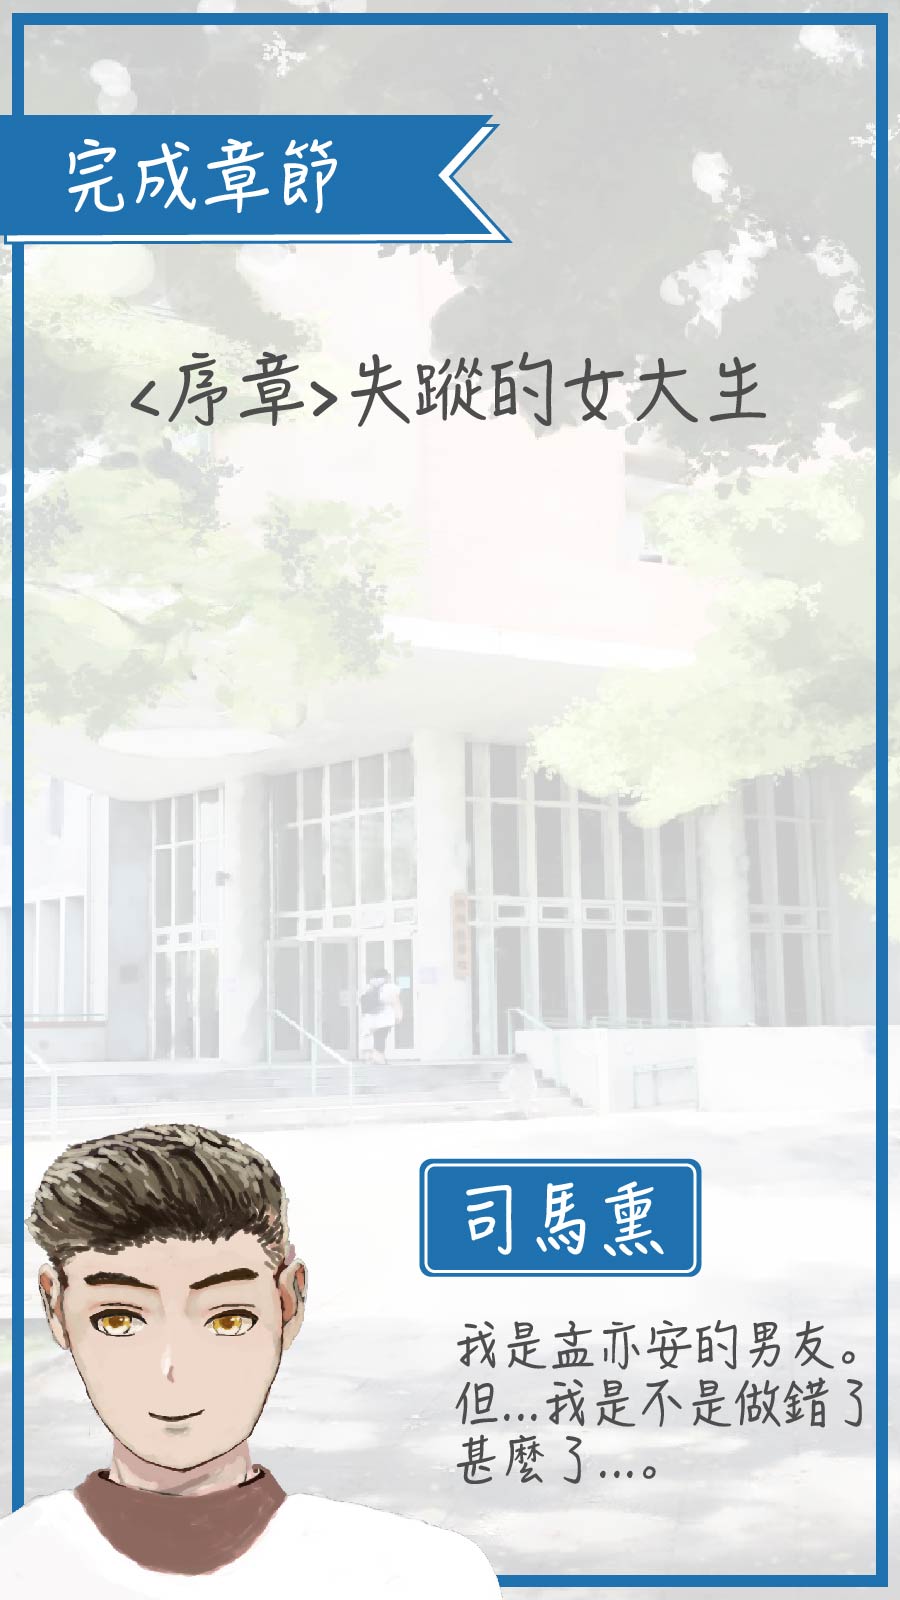 完成章節
<序章>失蹤的女大生
司馬熏
我是孟亦安的男友。
但...我是不是做錯了
甚麼了...。